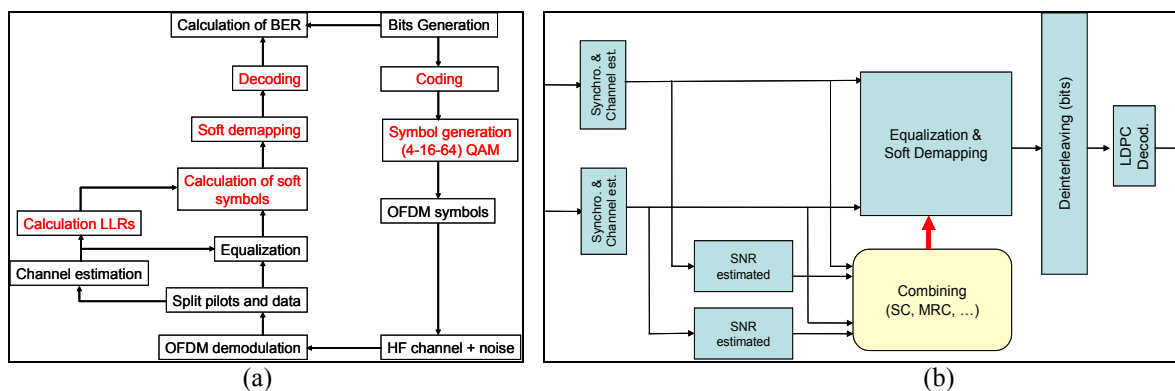 Calculation of BER
Bits Generation
Decoding
Coding
Soft demapping
Symbol generation
(4-16-64) QAM
Calculation of soft
symbols
Calculation LLRs
OFDM symbols
Equalization
Channel estimation
Split pilots and data
OFDM demodulation
HF channel + noise
(a)
Synchro. &
Channel est.
Synchro. &
Channel est.
Equalization &
Soft Demapping
Deinterleaving (bits)
LDPC
Decod.
SNR
estimated
SNR
estimated
Combining
(SC, MRC, ...)
(b)